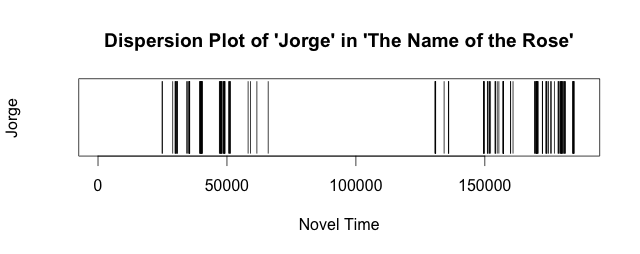 Dispersion Plot of 'Jorge' in 'The Name of the Rose'
Jorge
0 50000 100000 150000
Novel Time